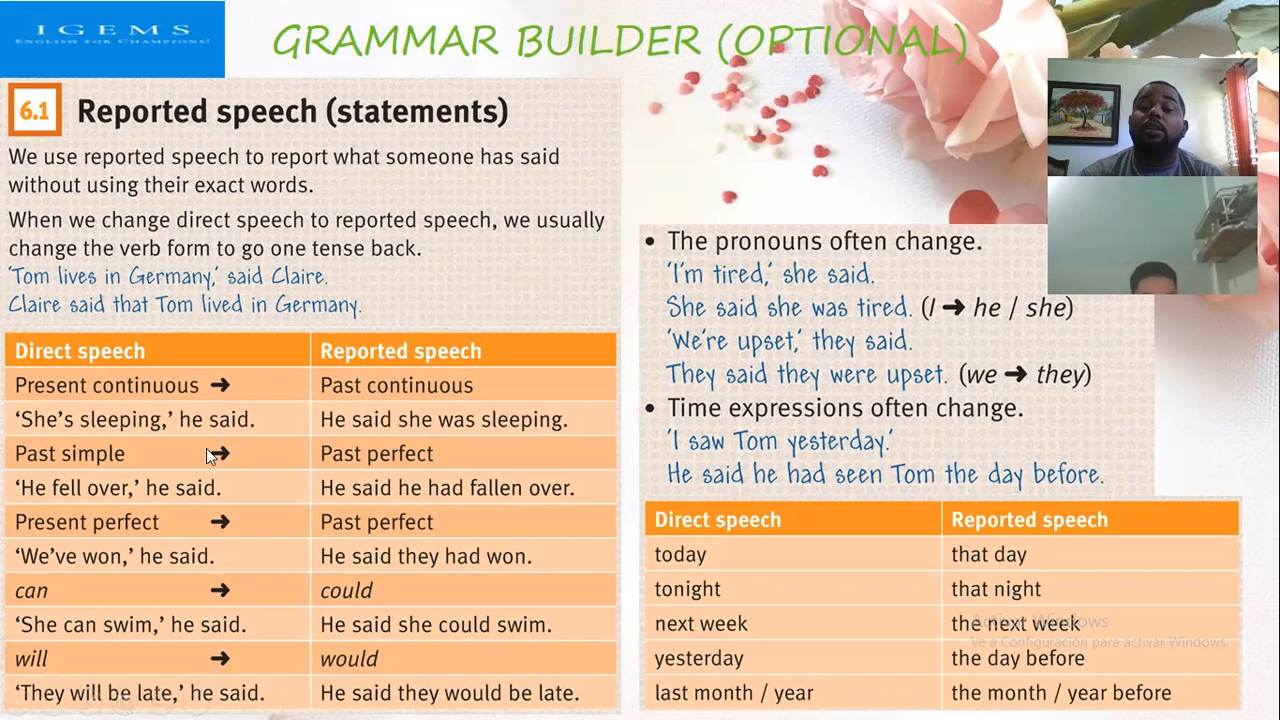 IGEMS
ENGLISH FOR CHAMPIONS!
GRAMMAR BUILDER (OPTIONAL)
6.1 Reported speech (statements)
We use reported speech to report what someone has said
without using their exact words.
When we change direct speech to reported speech, we usually
change the verb form to go one tense back.
'Tom lives in Germany,' said Claire.
Claire said that Tom lived in Germany.
Direct speech Reported speech
Present continuous ➜ Past continuous
‘She’s sleeping,’ he said. He said she was sleeping.
Past simple ➜ Past perfect
‘He fell over,’ he said. He said he had fallen over.
Present perfect ➜ Past perfect
‘We’ve won,’ he said. He said they had won.
can ➜ could
‘She can swim,’ he said. He said she could swim.
will ➜ would
‘They will be late,’ he said. He said they would be late.
• The pronouns often change.
'I'm tired,' she said.
She said she was tired. (I ➜ he / she)
'We're upset,' they said.
They said they were upset. (we ➜ they)
• Time expressions often change.
'I saw Tom yesterday.'
He said he had seen Tom the day before.
Direct speech Reported speech
today that day
tonight that night
next week the next week
yesterday the day before
last month / year the month / year before
Activar Windows
Ve a Configuración para activar Windows.